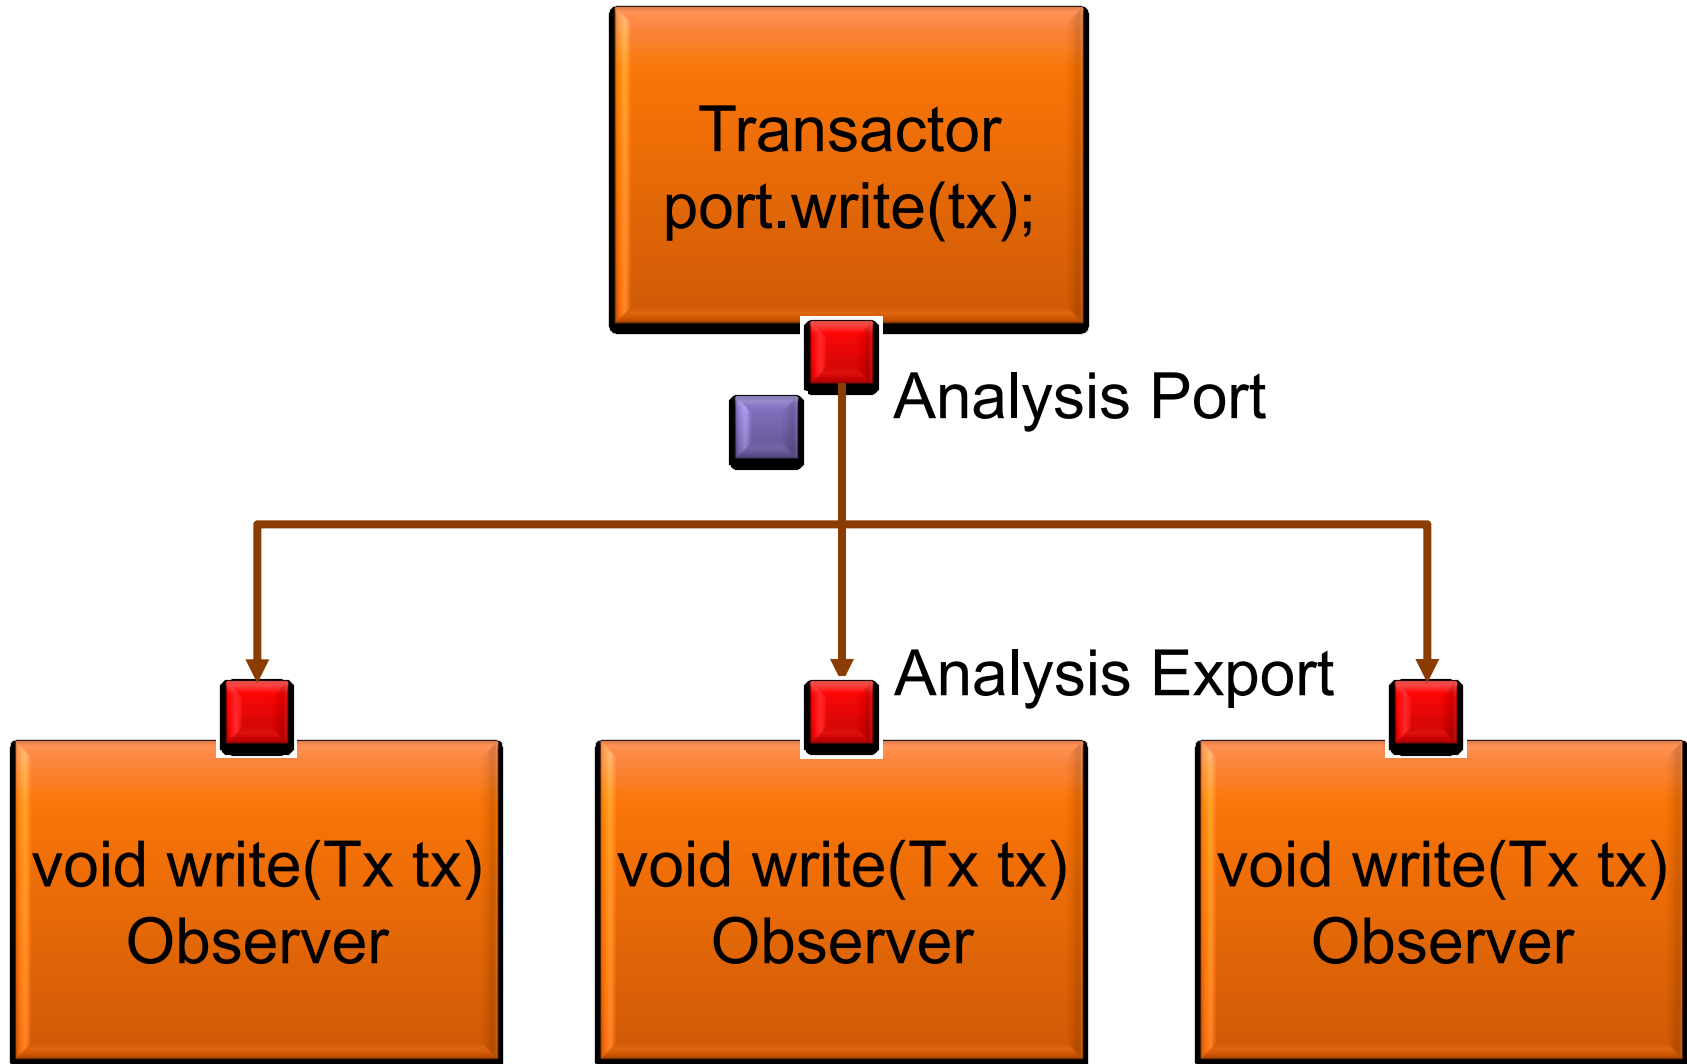 Transactor
port.write(tx);
Analysis Port
Analysis Export
void write(Tx tx)
Observer
void write(Tx tx)
Observer
void write(Tx tx)
Observer